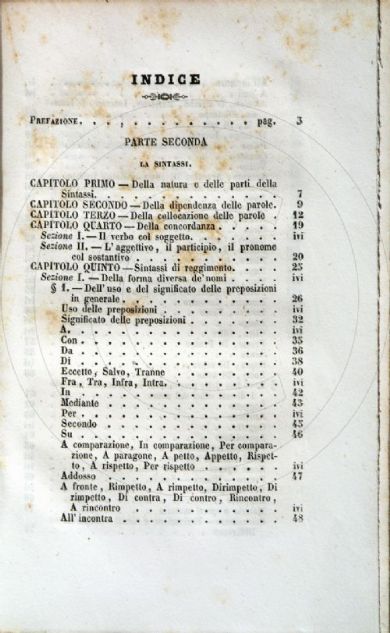 INDICE
PREFAZIONE. . . . . . . . . . . . . pag. 3
PARTE SECONDA
LA SINTASSI.
CAPITOLO PRIMO — Della natura e delle parti della
Sintassi. . . . . . . . . . . . . 7
CAPITOLO SECONDO — Della dipendenza delle parole. 9
CAPITOLO TERZO — Della collocazione delle parole . 12
CAPITOLO QUARTO — Della concordanza . . . . 19
Sezione I. — Il verbo col soggetto. . . . . . . ivi
Sezione II. — L' aggettivo, il participio, il pronome
col sostantivo . . . . . . . . . . 20
CAPITOLO QUINTO — Sintassi di reggimento. . . . 25
Sezione I. — Della forma diversa de' nomi . . . . ivi
§ 1. — Dell' uso e del significato delle preposizioni
in generale . . . . . . . . . . . 26
Uso delle preposizioni . . . . . . . . ivi
Significato delle preposizioni . . . . . . 32
A. . . . . . . . . . . . . . . ivi
Con . . . . . . . . . . . . . . 35
Da . . . . . . . . . . . . . . 36
Di . . . . . . . . . . . . . . 38
Eccetto, Salvo, Tranne . . . . . . . . 40
Fra, Tra, Infra, Intra. . . . . . . . . ivi
In . . . . . . . . . . . . . . 42
Mediante . . . . . . . . . . . . 43
Per . . . . . . . . . . . . . . ivi
Secondo . . . . . . . . . . . . 45
Su . . . . . . . . . . . . . . 46
A comparazione, In comparazione, Per compara-
zione, A paragone, A petto, Appetto, Rispet-
to, A rispetto, Per rispetto . . . . . . ivi
Addosso . . . . . . . . . . . . 47
A fronte, Rimpetto, A rimpetto, Dirimpetto, Di
rimpetto, Di contra, Di contro, Rincontro,
A rincontro . . . . . . . . . . . ivi
All' incontra . . . . . . . . . . . 48